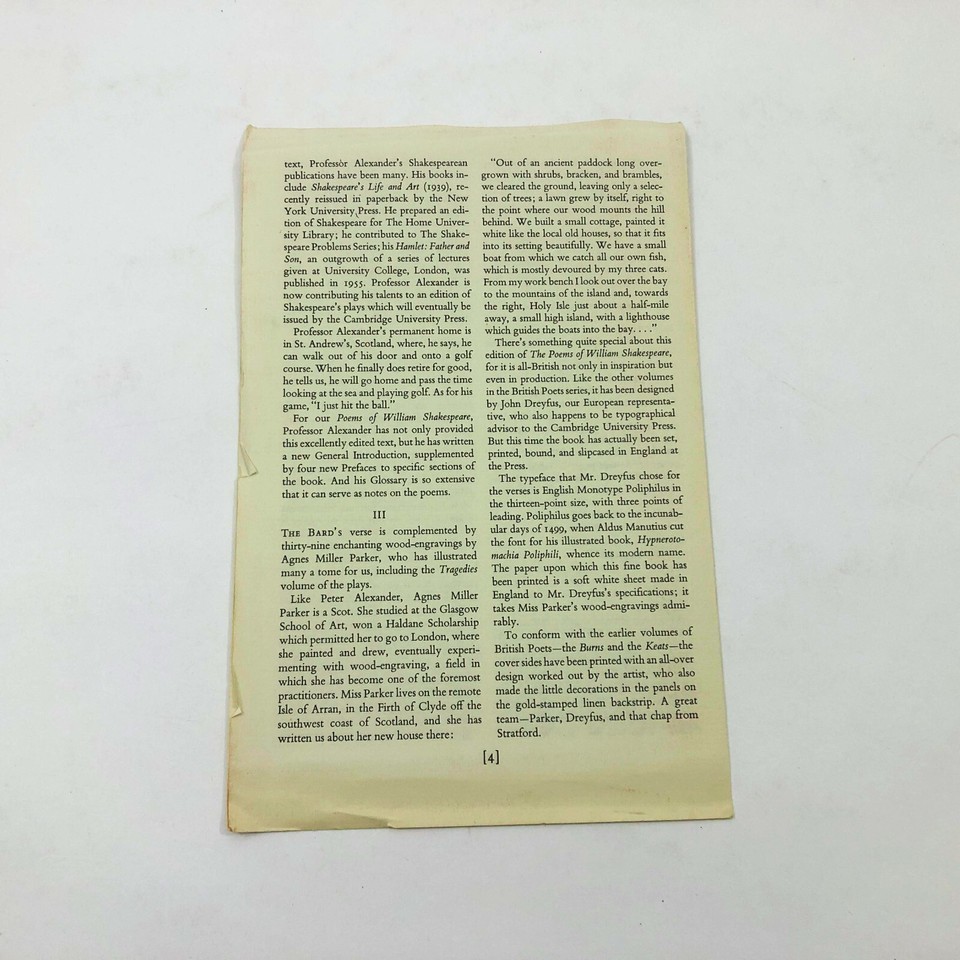 text, Professor Alexander's Shakespearean
publications have been many. His books in-
clude Shakespeare's Life and Art (1939), re-
cently reissued in paperback by the New
York University Press. He prepared an edi-
tion of Shakespeare for The Home Univer-
sity Library; he contributed to The Shake-
speare Problems Series; his Hamlet: Father and
Son, an outgrowth of a series of lectures
given at University College, London, was
published in 1955. Professor Alexander is
now contributing his talents to an edition of
Shakespeare's plays which will eventually be
issued by the Cambridge University Press.
Professor Alexander's permanent home is
in St. Andrew's, Scotland, where, he says, he
can walk out of his door and onto a golf
course. When he finally does retire for good,
he tells us, he will go home and pass the time
looking at the sea and playing golf. As for his
game, "I just hit the ball."
For our Poems of William Shakespeare,
Professor Alexander has not only provided
this excellently edited text, but he has written
a new General Introduction, supplemented
by four new Prefaces to specific sections of
the book. And his Glossary is so extensive
that it can serve as notes on the poems.
III
THE BARD'S verse is complemented by
thirty-nine enchanting wood-engravings by
Agnes Miller Parker, who has illustrated
many a tome for us, including the Tragedies
volume of the plays.
Like Peter Alexander, Agnes Miller
Parker is a Scot. She studied at the Glasgow
School of Art, won a Haldane Scholarship
which permitted her to go to London, where
she painted and drew, eventually experi-
menting with wood-engraving, a field in
which she has become one of the foremost
practitioners. Miss Parker lives on the remote
Isle of Arran, in the Firth of Clyde off the
southwest coast of Scotland, and she has
written us about her new house there:
"Out of an ancient paddock long over-
grown with shrubs, bracken, and brambles,
we cleared the ground, leaving only a selec-
tion of trees; a lawn grew by itself, right to
the point where our wood mounts the hill
behind. We built a small cottage, painted it
white like the local old houses, so that it fits
into its setting beautifully. We have a small
boat from which we catch all our own fish,
which is mostly devoured by my three cats.
From my work bench I look out over the bay
to the mountains of the island and, towards
the right, Holy Isle just about a half-mile
away, a small high island, with a lighthouse
which guides the boats into the bay. . . ."
There's something quite special about this
edition of The Poems of William Shakespeare,
for it is all-British not only in inspiration but
even in production. Like the other volumes
in the British Poets series, it has been designed
by John Dreyfus, our European representa-
tive, who also happens to be typographical
advisor to the Cambridge University Press.
But this time the book has actually been set,
printed, bound, and slipcased in England at
the Press.
The typeface that Mr. Dreyfus chose for
the verses is English Monotype Poliphilus in
the thirteen-point size, with three points of
leading. Poliphilus goes back to the incunab-
ular days of 1499, when Aldus Manutius cut
the font for his illustrated book, Hypneroto-
machia Poliphili, whence its modern name.
The paper upon which this fine book has
been printed is a soft white sheet made in
England to Mr. Dreyfus's specifications; it
takes Miss Parker's wood-engravings admi-
rably.
To conform with the earlier volumes of
British Poets—the Burns and the Keats—the
cover sides have been printed with an all-over
design worked out by the artist, who also
made the little decorations in the panels on
the gold-stamped linen backstrip. A great
team—Parker, Dreyfus, and that chap from
Stratford.
[4]